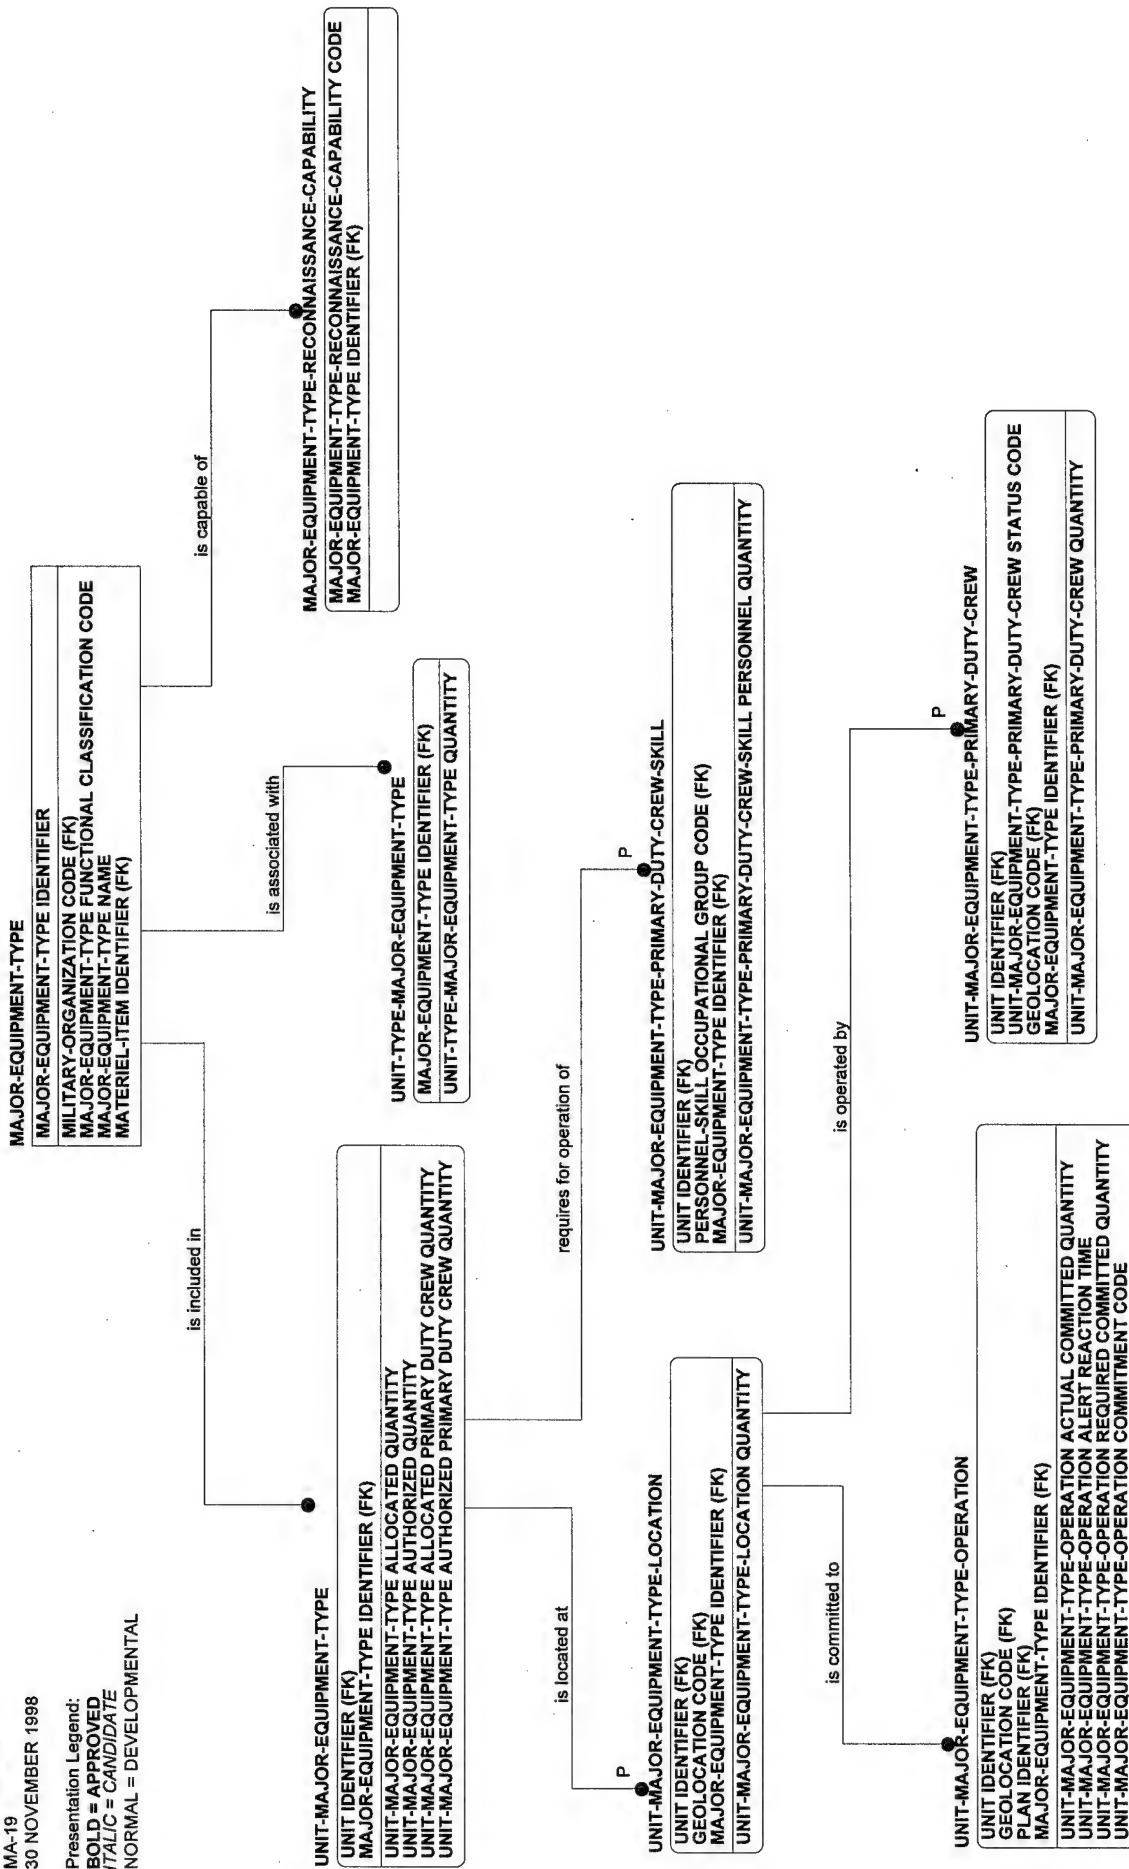 MA-19
30 NOVEMBER 1998
Presentation Legend:
BOLD = APPROVED
ITALIC = CANDIDATE
NORMAL = DEVELOPMENTAL
MAJOR-EQUIPMENT-TYPE
MAJOR-EQUIPMENT-TYPE IDENTIFIER
MILITARY-ORGANIZATION CODE (FK)
MAJOR-EQUIPMENT-TYPE FUNCTIONAL CLASSIFICATION CODE
MAJOR-EQUIPMENT-TYPE NAME
MATERIEL-ITEM IDENTIFIER (FK)
is included in
is associated with
is capable of
UNIT-MAJOR-EQUIPMENT-TYPE
UNIT IDENTIFIER (FK)
MAJOR-EQUIPMENT-TYPE IDENTIFIER (FK)
UNIT-MAJOR-EQUIPMENT-TYPE ALLOCATED QUANTITY
UNIT-MAJOR-EQUIPMENT-TYPE AUTHORIZED QUANTITY
UNIT-MAJOR-EQUIPMENT-TYPE ALLOCATED PRIMARY DUTY CREW QUANTITY
UNIT-MAJOR-EQUIPMENT-TYPE AUTHORIZED PRIMARY DUTY CREW QUANTITY
UNIT-TYPE-MAJOR-EQUIPMENT-TYPE
MAJOR-EQUIPMENT-TYPE IDENTIFIER (FK)
UNIT-TYPE-MAJOR-EQUIPMENT-TYPE QUANTITY
MAJOR-EQUIPMENT-TYPE-RECONNAISSANCE-CAPABILITY
MAJOR-EQUIPMENT-TYPE-RECONNAISSANCE-CAPABILITY CODE
MAJOR-EQUIPMENT-TYPE IDENTIFIER (FK)
is located at
requires for operation of
P
UNIT-MAJOR-EQUIPMENT-TYPE-LOCATION
UNIT IDENTIFIER (FK)
GEOLOCATION CODE (FK)
MAJOR-EQUIPMENT-TYPE IDENTIFIER (FK)
UNIT-MAJOR-EQUIPMENT-TYPE-LOCATION QUANTITY
P
UNIT-MAJOR-EQUIPMENT-TYPE-PRIMARY-DUTY-CREW-SKILL
UNIT IDENTIFIER (FK)
PERSONNEL-SKILL OCCUPATIONAL GROUP CODE (FK)
MAJOR-EQUIPMENT-TYPE IDENTIFIER (FK)
UNIT-MAJOR-EQUIPMENT-TYPE-PRIMARY-DUTY-CREW-SKILL PERSONNEL QUANTITY
is committed to
is operated by
UNIT-MAJOR-EQUIPMENT-TYPE-OPERATION
UNIT IDENTIFIER (FK)
GEOLOCATION CODE (FK)
PLAN IDENTIFIER (FK)
MAJOR-EQUIPMENT-TYPE IDENTIFIER (FK)
UNIT-MAJOR-EQUIPMENT-TYPE-OPERATION ACTUAL COMMITTED QUANTITY
UNIT-MAJOR-EQUIPMENT-TYPE-OPERATION ALERT REACTION TIME
UNIT-MAJOR-EQUIPMENT-TYPE-OPERATION REQUIRED COMMITTED QUANTITY
UNIT-MAJOR-EQUIPMENT-TYPE-OPERATION COMMITMENT CODE
P
UNIT-MAJOR-EQUIPMENT-TYPE-PRIMARY-DUTY-CREW
UNIT IDENTIFIER (FK)
UNIT-MAJOR-EQUIPMENT-TYPE-PRIMARY-DUTY-CREW STATUS CODE
GEOLOCATION CODE (FK)
MAJOR-EQUIPMENT-TYPE IDENTIFIER (FK)
UNIT-MAJOR-EQUIPMENT-TYPE-PRIMARY-DUTY-CREW QUANTITY